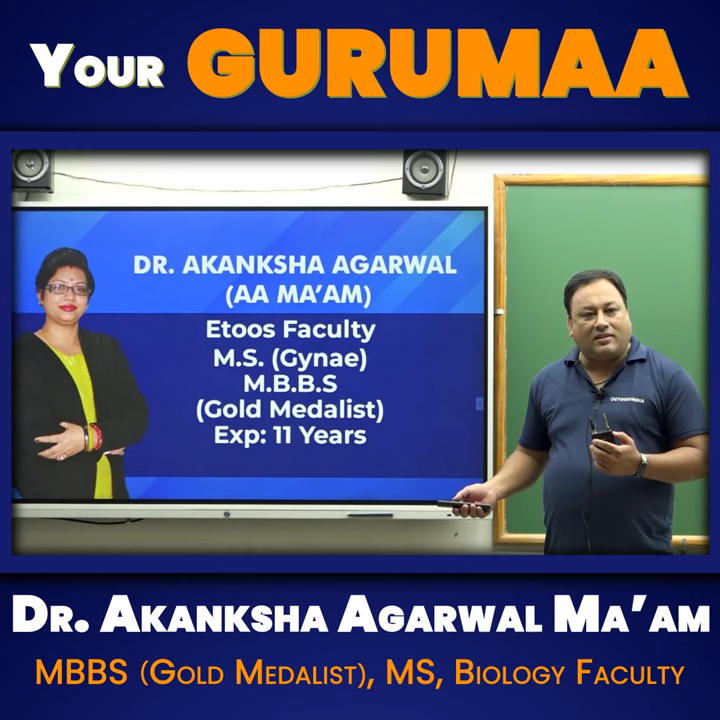 YOUR GURUMAA
DR. AKANKSHA AGARWAL
(AA MA'AM)
Etoos Faculty
M.S. (Gynae)
M.B.B.S
(Gold Medalist)
Exp: 11 Years
ETOOSINDIA
DR. AKANKSHA AGARWAL MA'AM
MBBS (GOLD MEDALIST), MS, BIOLOGY FACULTY